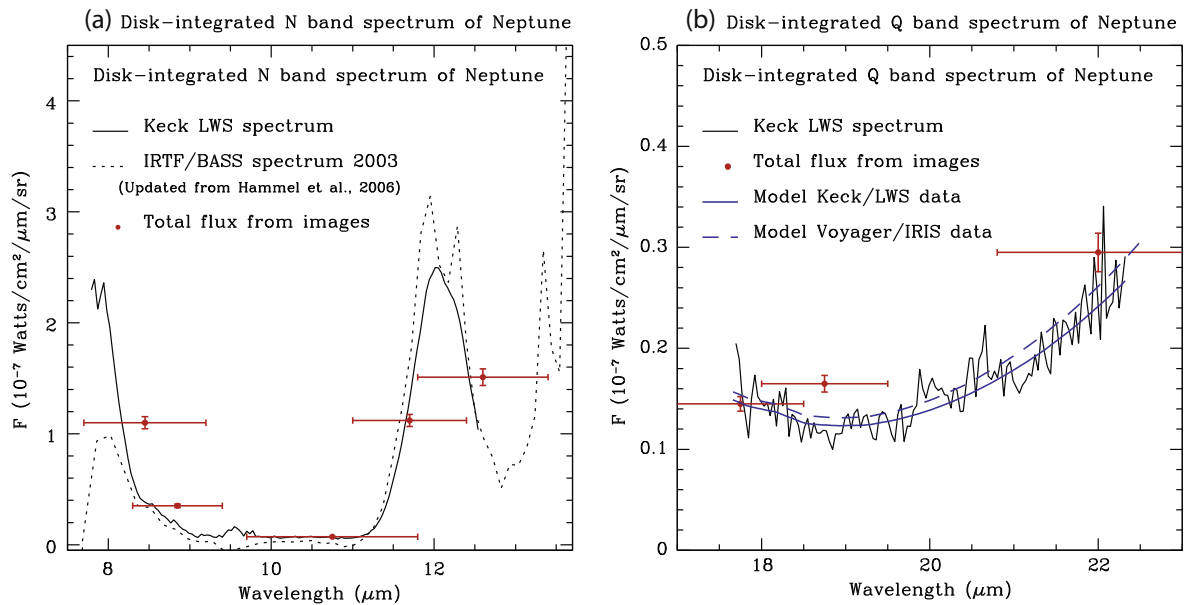 (a) Disk-integrated N band spectrum of Neptune
Disk-integrated N band spectrum of Neptune
Keck LWS spectrum
IRTF/BASS spectrum 2003
(Updated from Hammel et al., 2006)
Total flux from images
F (10⁻⁷ Watts/cm²/μm/sr)
4
3
2
1
0
8
10
12
Wavelength (μm)
(b) Disk-integrated Q band spectrum of Neptune
Disk-integrated Q band spectrum of Neptune
Keck LWS spectrum
Total flux from images
Model Keck/LWS data
Model Voyager/IRIS data
F (10⁻⁷ Watts/cm²/μm/sr)
0.5
0.4
0.3
0.2
0.1
0
18
19
20
21
22
Wavelength (μm)